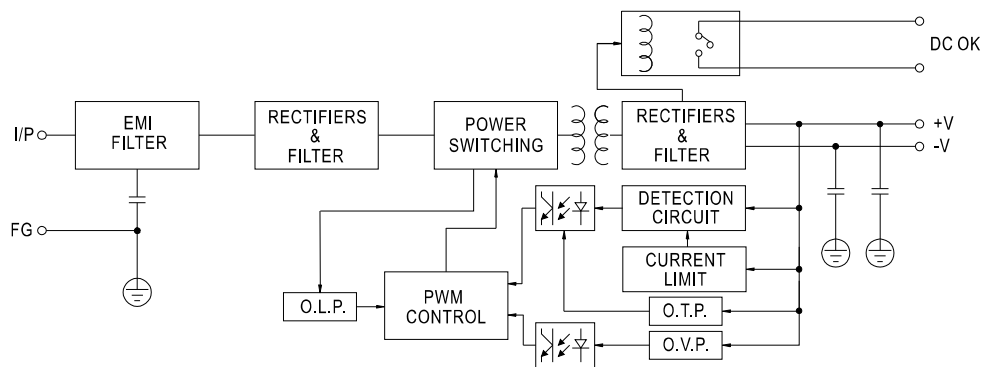 DC OK
I/P
EMI
FILTER
RECTIFIERS
&
FILTER
POWER
SWITCHING
RECTIFIERS
&
FILTER
+V
-V
FG
DETECTION
CIRCUIT
CURRENT
LIMIT
O.L.P.
PWM
CONTROL
O.T.P.
O.V.P.